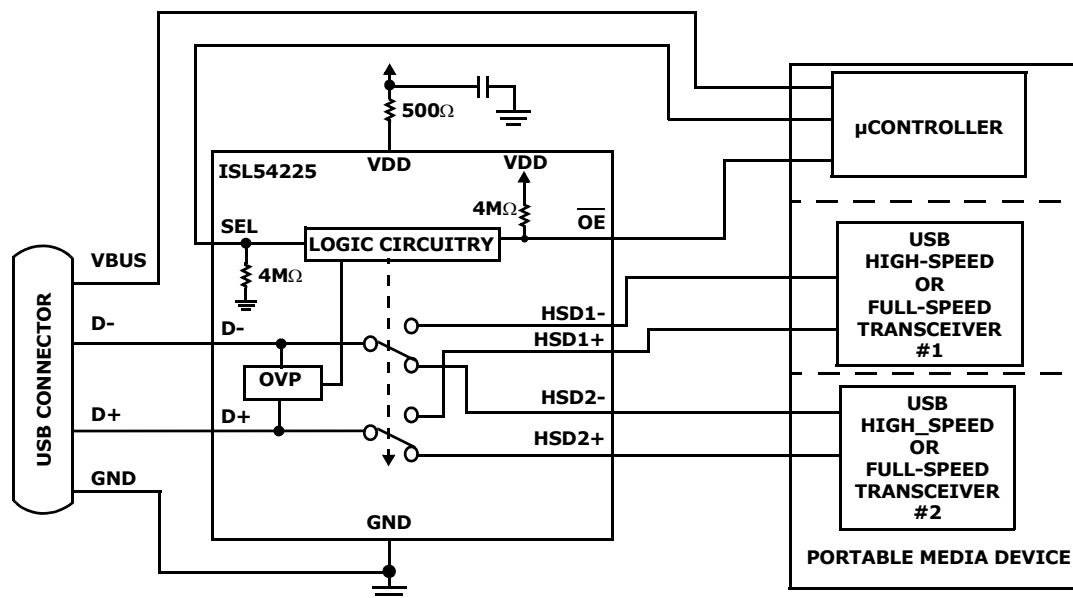 500Ω
ISL54225
VDD
VDD
4MΩ
OE
SEL
LOGIC CIRCUITRY
4MΩ
µCONTROLLER
USB CONNECTOR
VBUS
D-
D-
OVP
D+
D+
GND
GND
HSD1-
HSD1+
HSD2-
HSD2+
USB
HIGH-SPEED
OR
FULL-SPEED
TRANSCEIVER
#1
USB
HIGH_SPEED
OR
FULL-SPEED
TRANSCEIVER
#2
PORTABLE MEDIA DEVICE